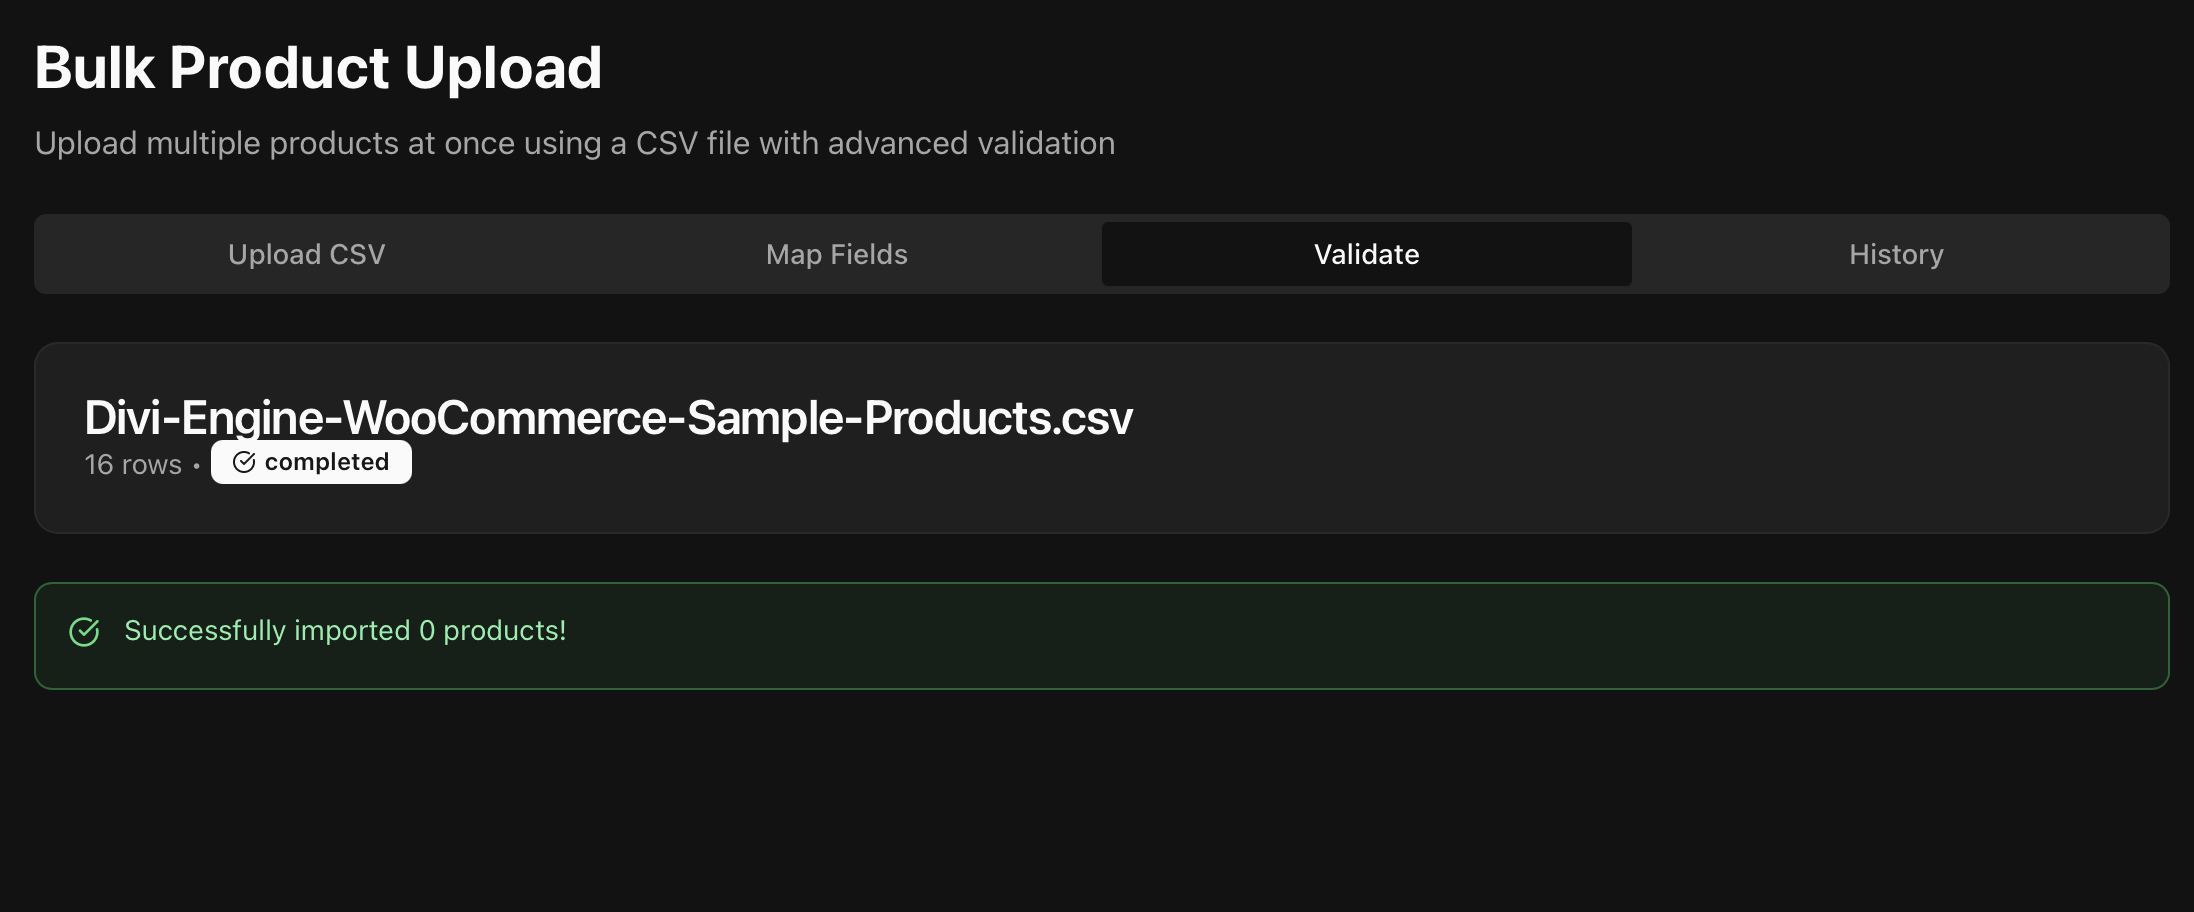 Bulk Product Upload
Upload multiple products at once using a CSV file with advanced validation
Upload CSV Map Fields Validate History
Divi-Engine-WooCommerce-Sample-Products.csv
16 rows • completed
Successfully imported 0 products!